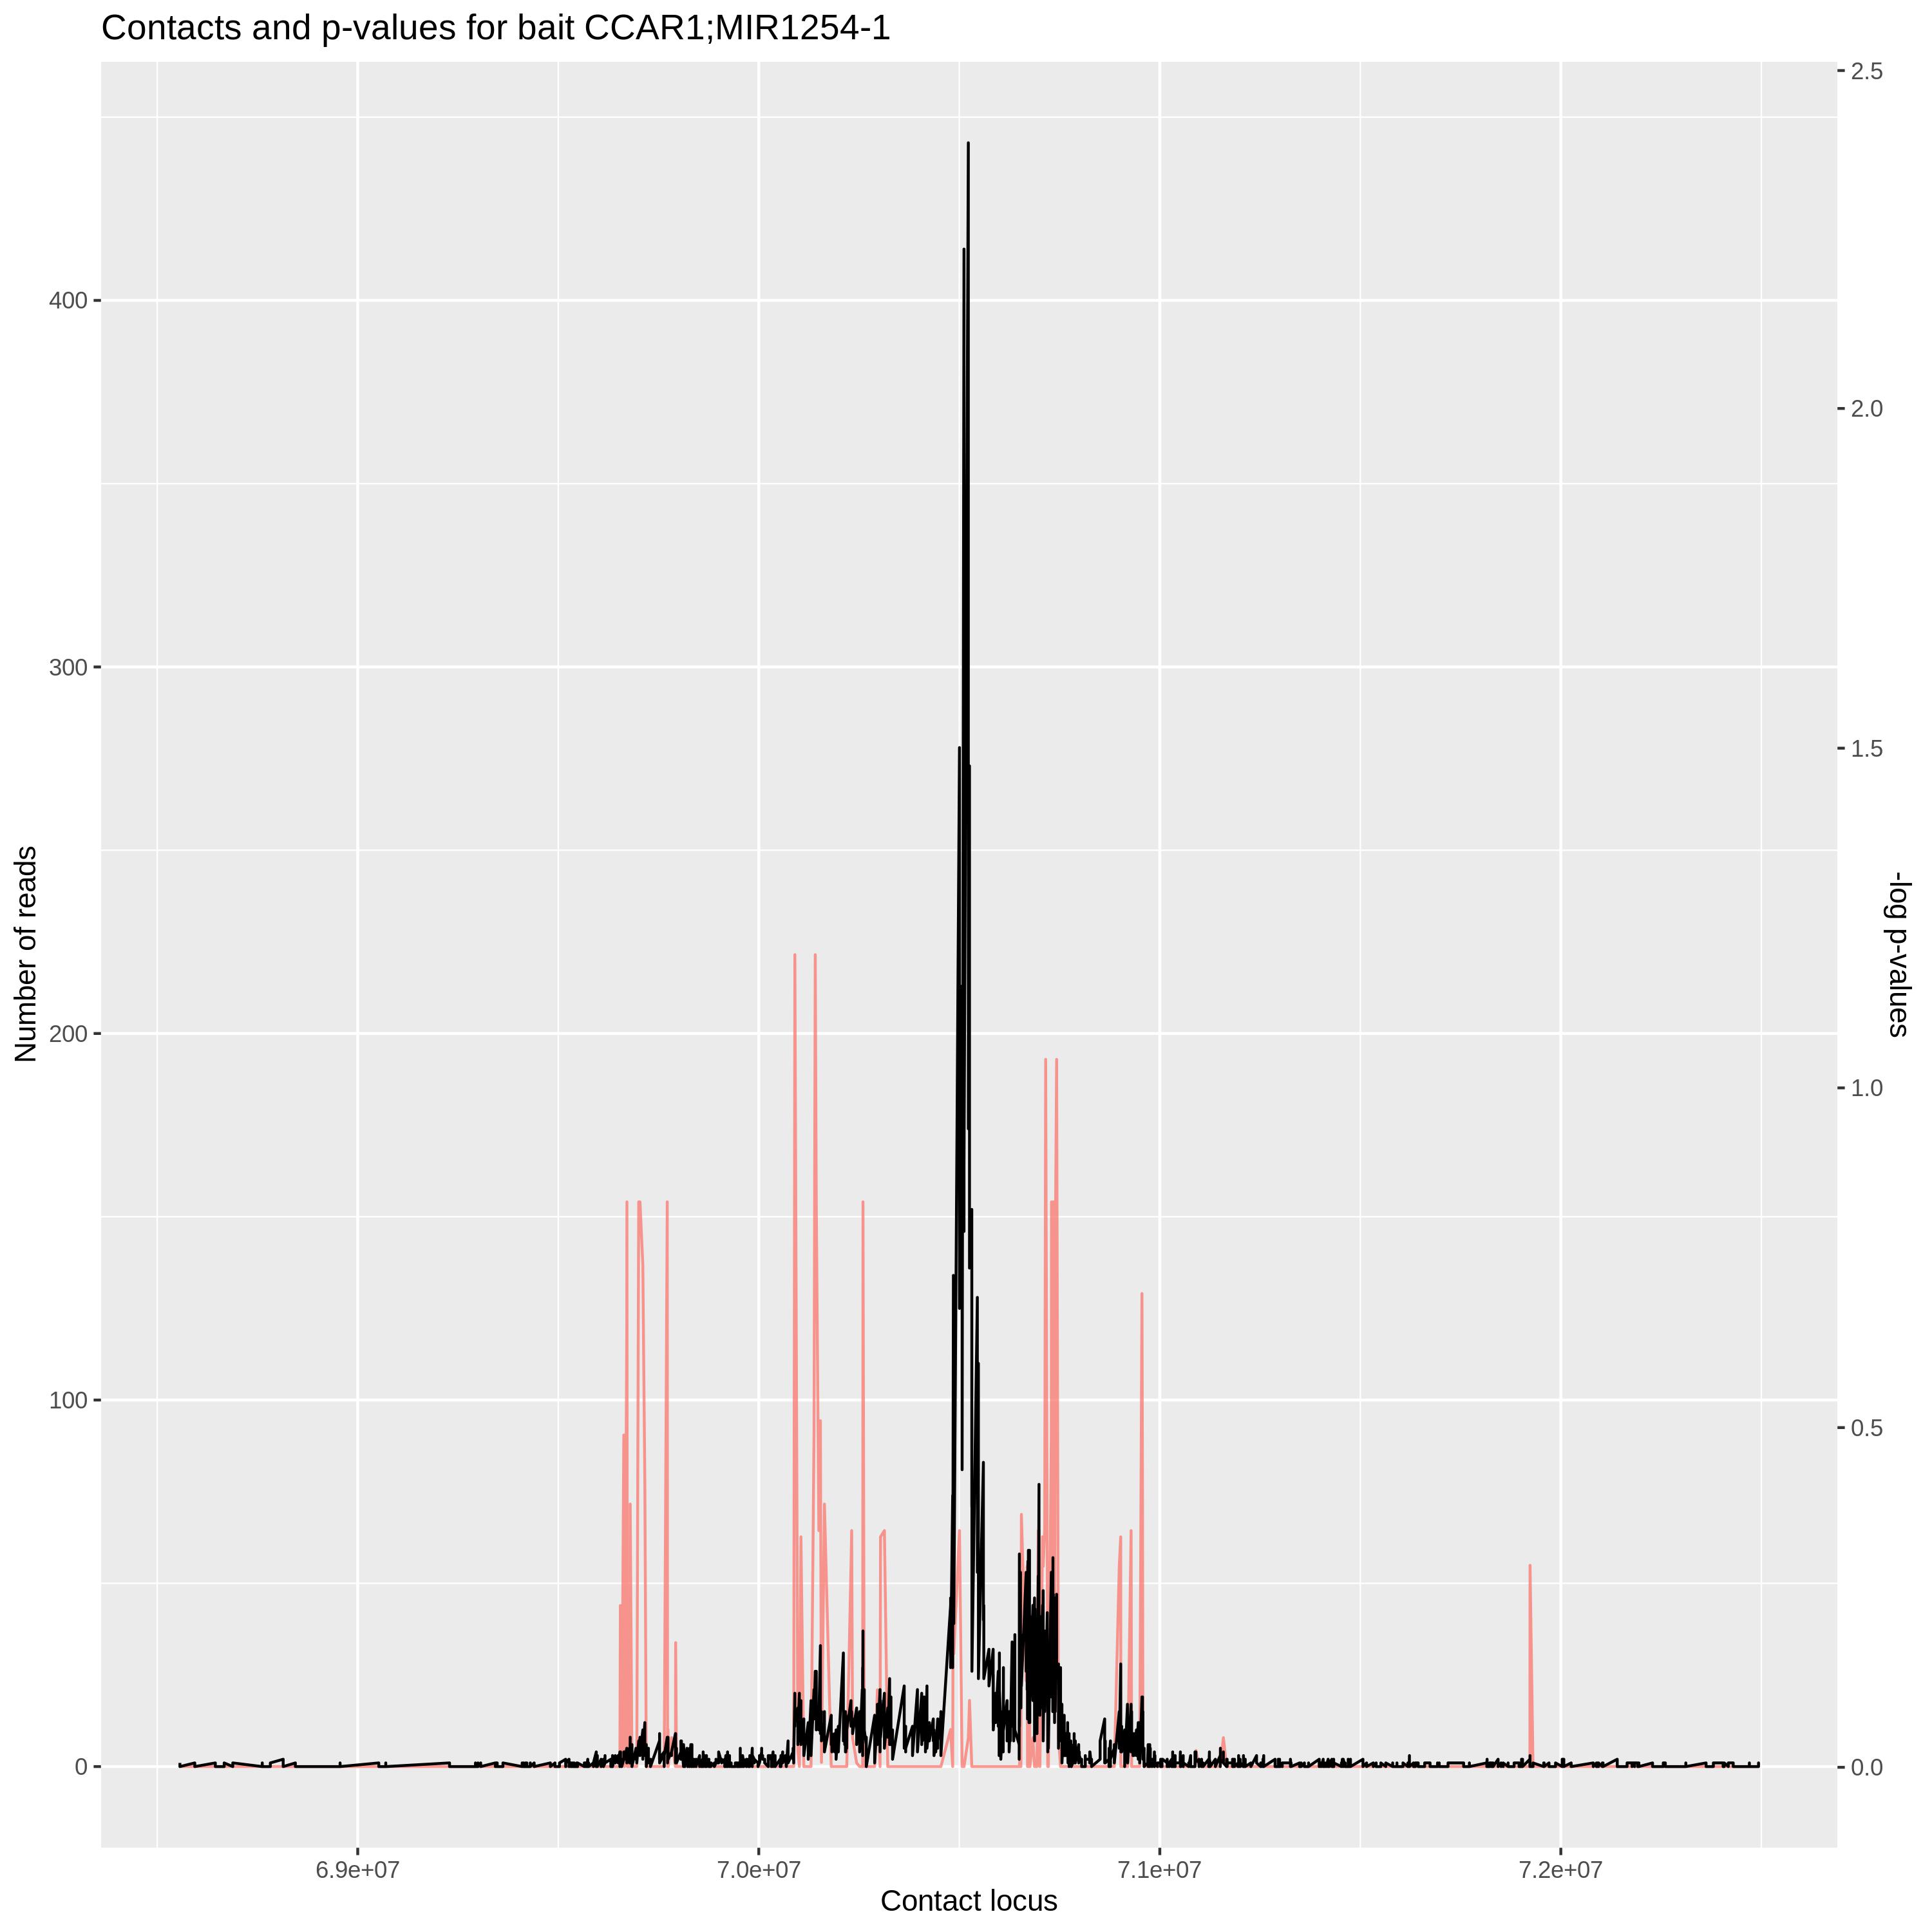 Contacts and p-values for bait CCAR1;MIR1254-1
2.5
2.0
1.5
1.0
0.5
0.0
400
300
200
100
0
Number of reads
-log p-values
6.9e+07 7.0e+07 7.1e+07 7.2e+07
Contact locus